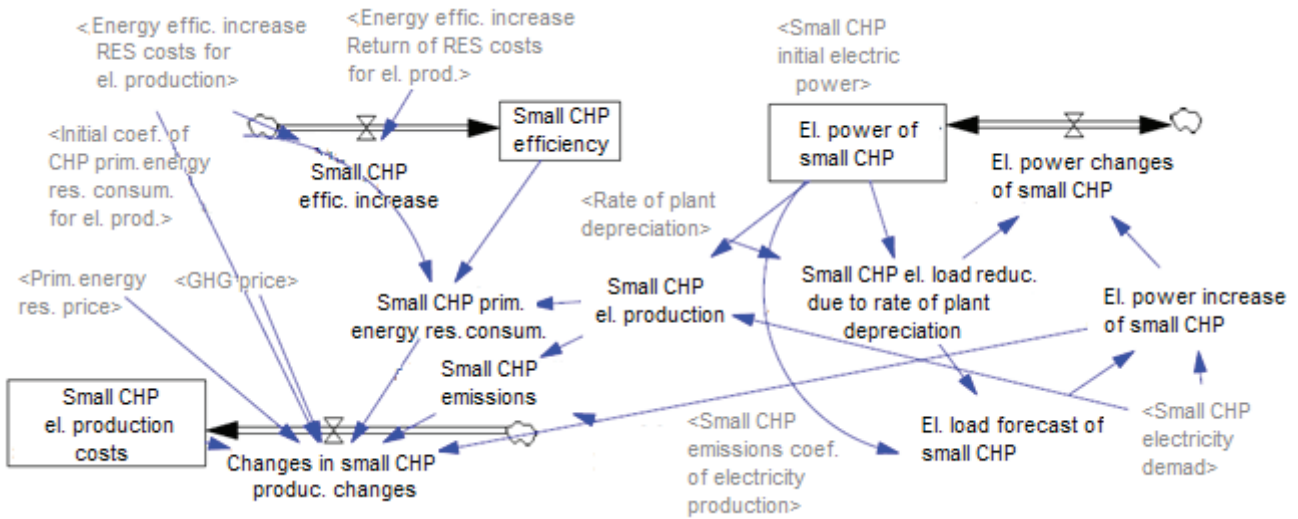 <.Energy effic. increase
RES costs for
el. production>
<Energy effic. increase
Return of RES costs
for el. prod.>
<Small CHP
initial electric
power>
Small CHP
efficiency
El. power of
small CHP
<Initial coef. of
CHP prim. energy
res. consum.
for el. prod.>
Small CHP
effic. increase
El. power changes
of small CHP
<Rate of plant
depreciation>
<Prim. energy
res. price>
<GHG price>
Small CHP prim.
energy res. consum.
Small CHP
el. production
Small CHP el. load reduc.
due to rate of plant
depreciation
El. power increase
of small CHP
Small CHP
emissions
Small CHP
el. production
costs
Changes in small CHP
produc. changes
<Small CHP
emissions coef.
of electricity
production>
El. load forecast of
small CHP
<Small CHP
electricity
demad>